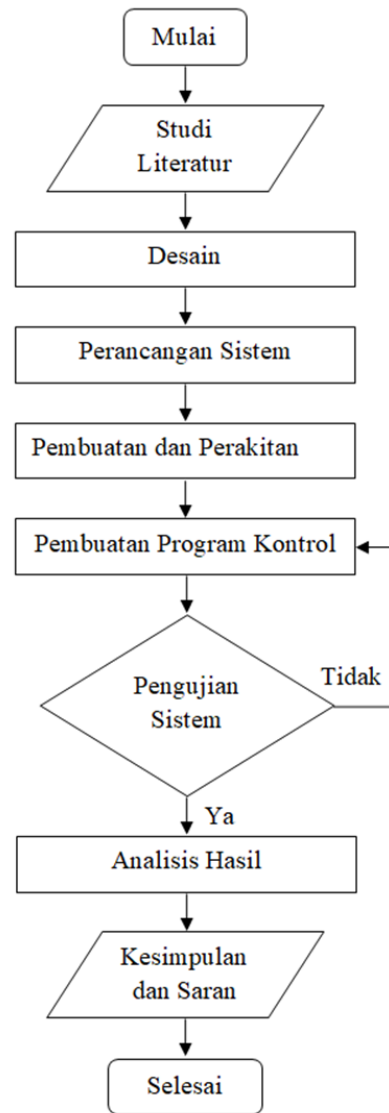 Mulai
Studi
Literatur
Desain
Perancangan Sistem
Pembuatan dan Perakitan
Pembuatan Program Kontrol
Pengujian
Sistem
Tidak
Ya
Analisis Hasil
Kesimpulan
dan Saran
Selesai